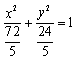 x²/(72/5) + y²/(24/5) = 1